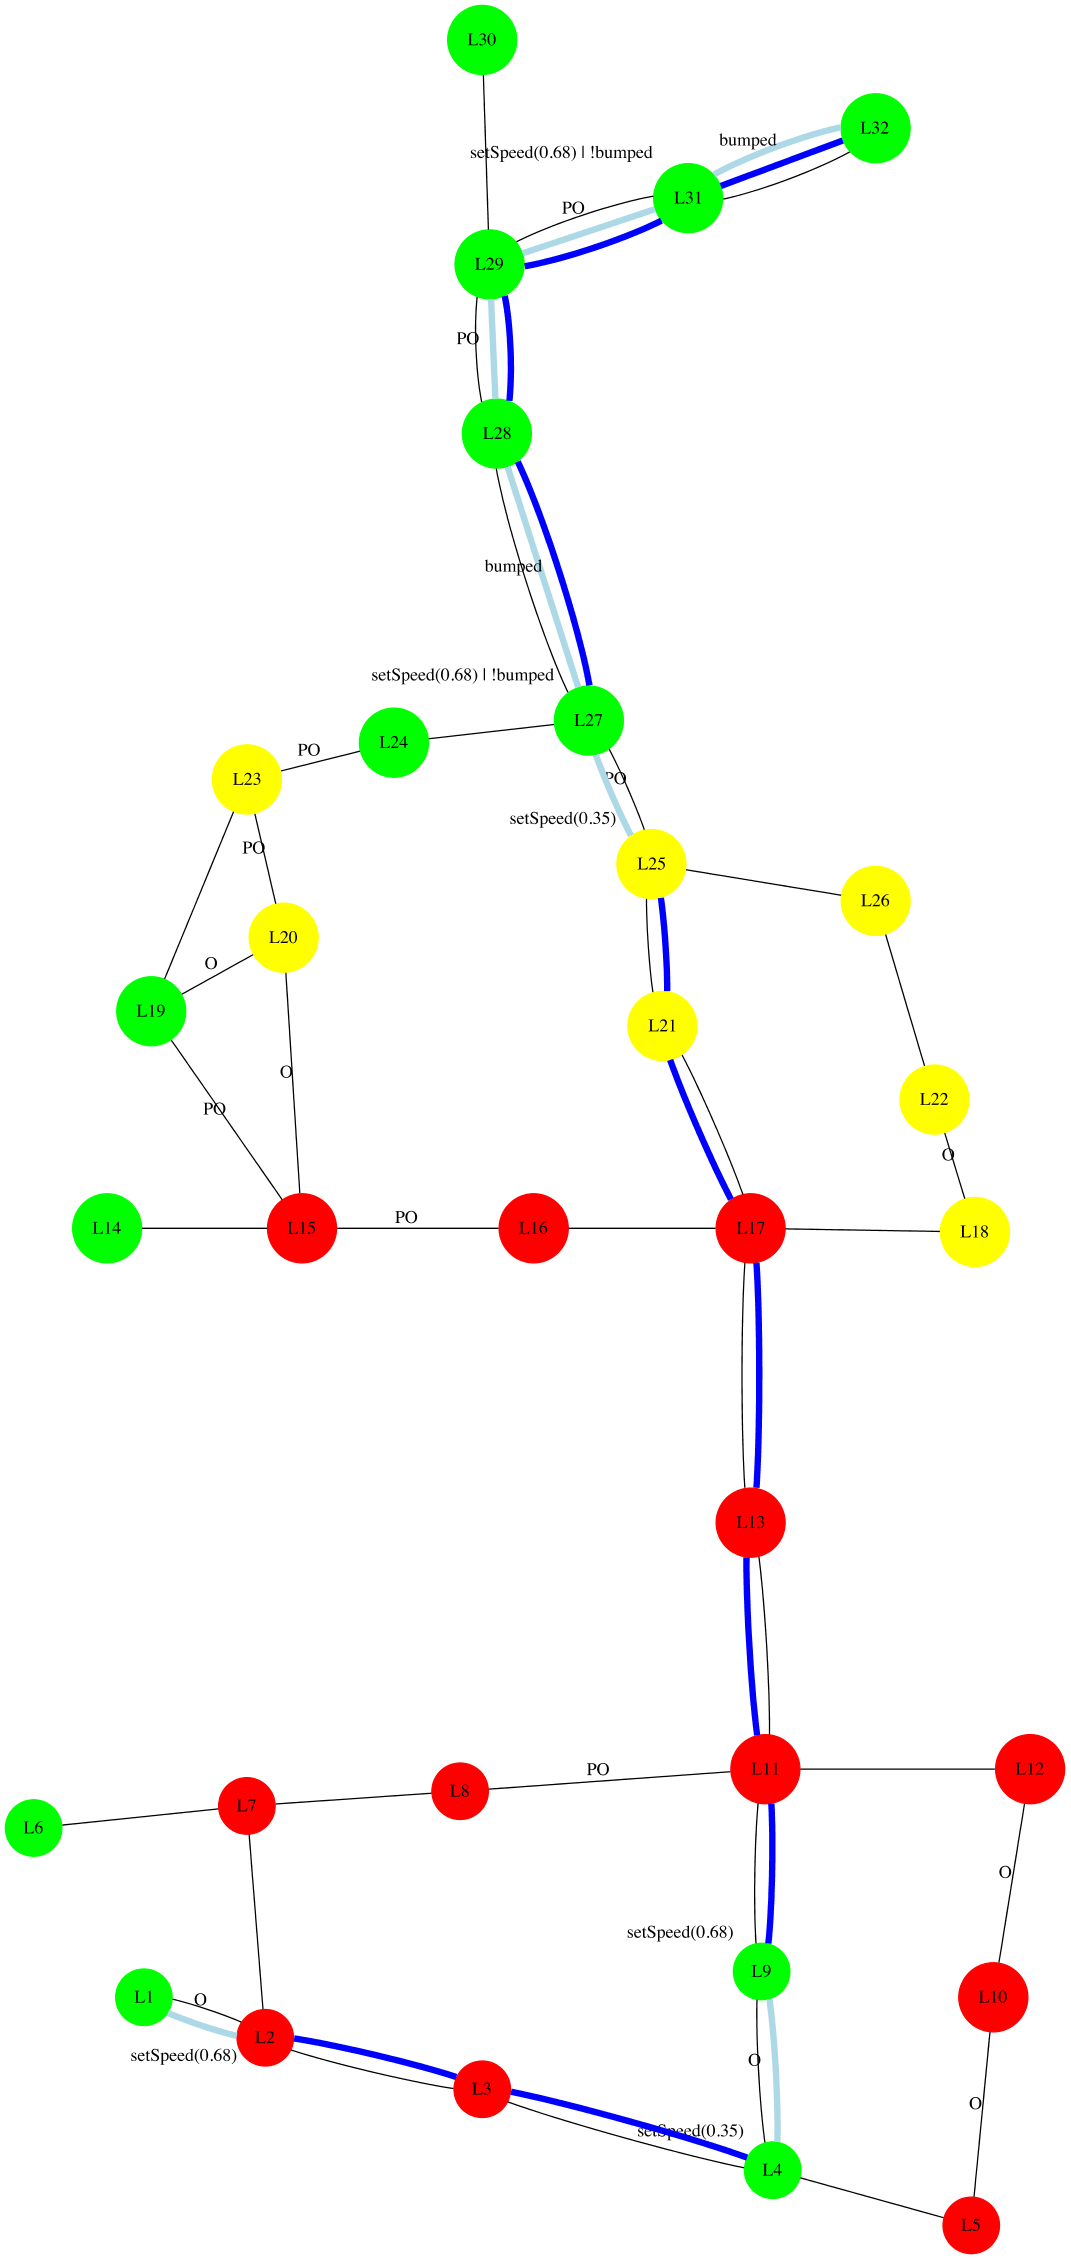 L30
L32
bumped
setSpeed(0.68) | !bumped
L31
PO
L29
PO
L28
bumped
setSpeed(0.68) | !bumped
L27
L24
PO
L23
PO
setSpeed(0.35)
PO
L25
L26
L20
O
L19
L21
O
L22
PO
O
L14
L15
PO
L16
L17
L18
L13
L11
L12
PO
L8
L7
L6
O
setSpeed(0.68)
L9
L1
O
L10
L2
setSpeed(0.68)
O
L3
O
setSpeed(0.35)
L4
L5